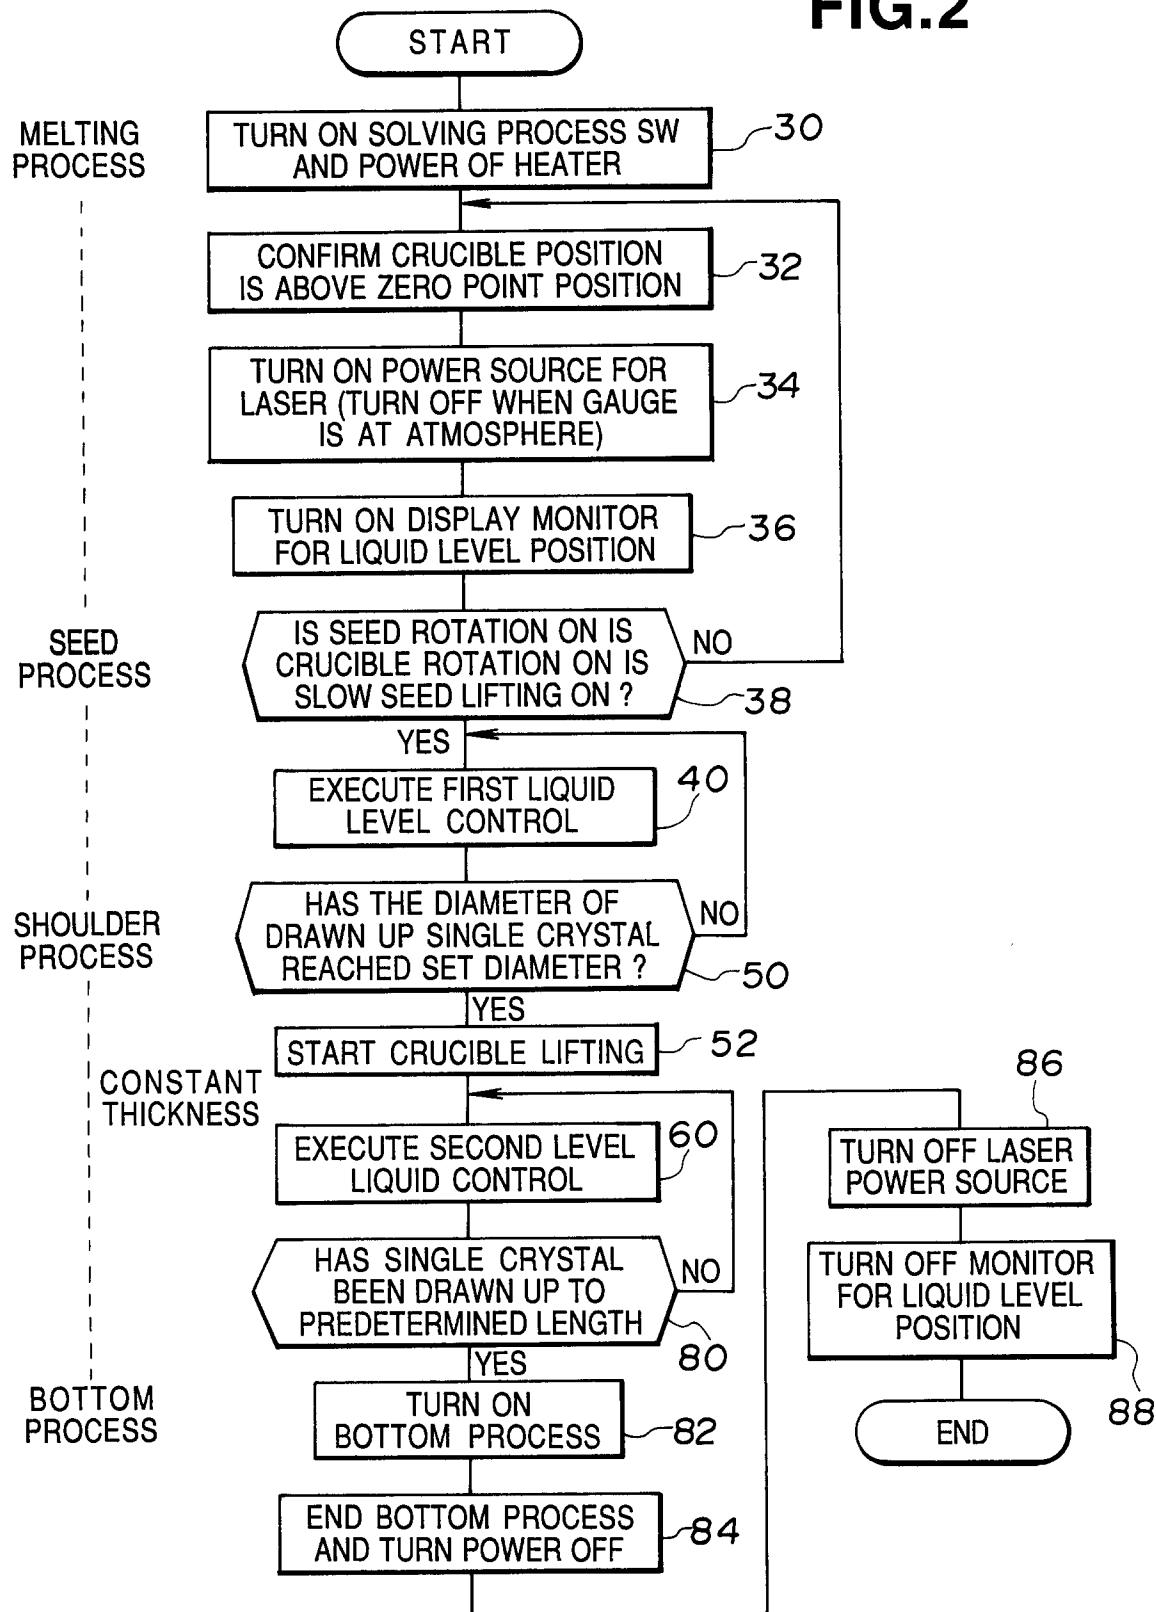 FIG.2
START
MELTING
PROCESS
TURN ON SOLVING PROCESS SW
AND POWER OF HEATER
30
CONFIRM CRUCIBLE POSITION
IS ABOVE ZERO POINT POSITION
32
TURN ON POWER SOURCE FOR
LASER (TURN OFF WHEN GAUGE
IS AT ATMOSPHERE)
34
TURN ON DISPLAY MONITOR
FOR LIQUID LEVEL POSITION
36
SEED
PROCESS
IS SEED ROTATION ON IS
CRUCIBLE ROTATION ON IS
SLOW SEED LIFTING ON ?
NO
38
YES
EXECUTE FIRST LIQUID
LEVEL CONTROL
40
SHOULDER
PROCESS
HAS THE DIAMETER OF
DRAWN UP SINGLE CRYSTAL
REACHED SET DIAMETER ?
NO
50
YES
START CRUCIBLE LIFTING
52
CONSTANT
THICKNESS
EXECUTE SECOND LEVEL
LIQUID CONTROL
60
HAS SINGLE CRYSTAL
BEEN DRAWN UP TO
PREDETERMINED LENGTH
NO
80
YES
BOTTOM
PROCESS
TURN ON
BOTTOM PROCESS
82
END BOTTOM PROCESS
AND TURN POWER OFF
84
86
TURN OFF LASER
POWER SOURCE
TURN OFF MONITOR
FOR LIQUID LEVEL
POSITION
88
END